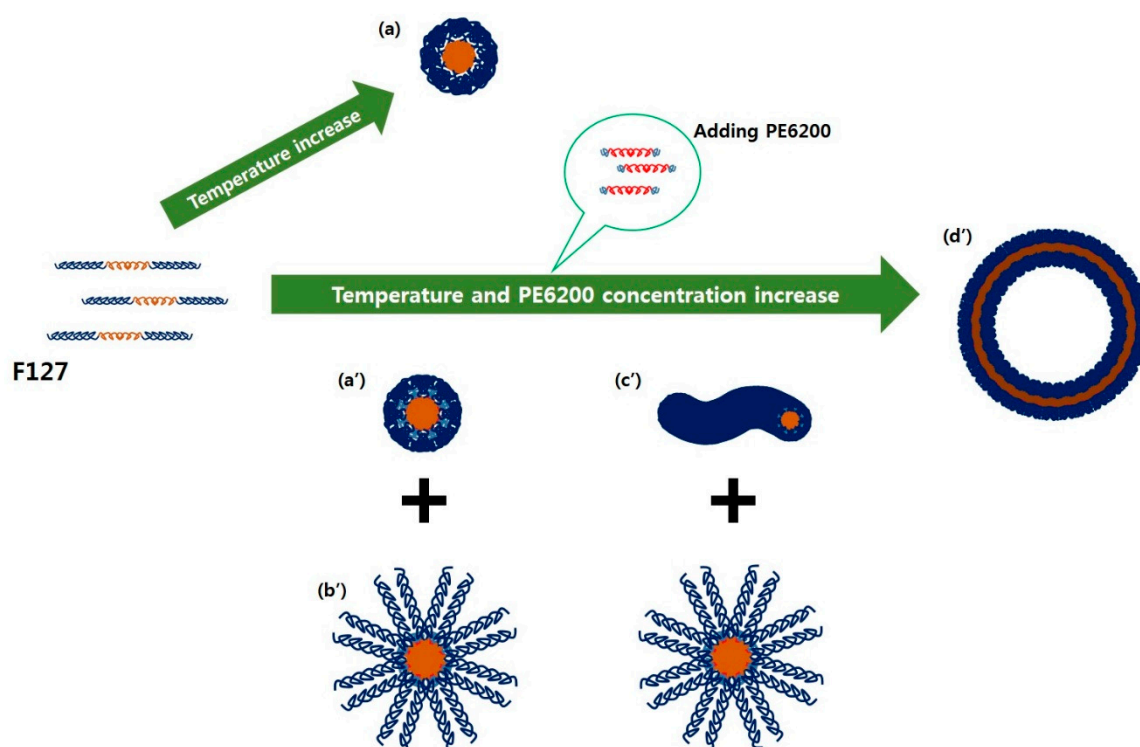 (a)
Temperature increase
Adding PE6200
(d')
Temperature and PE6200 concentration increase
F127
(a')
(c')
+
+
(b')